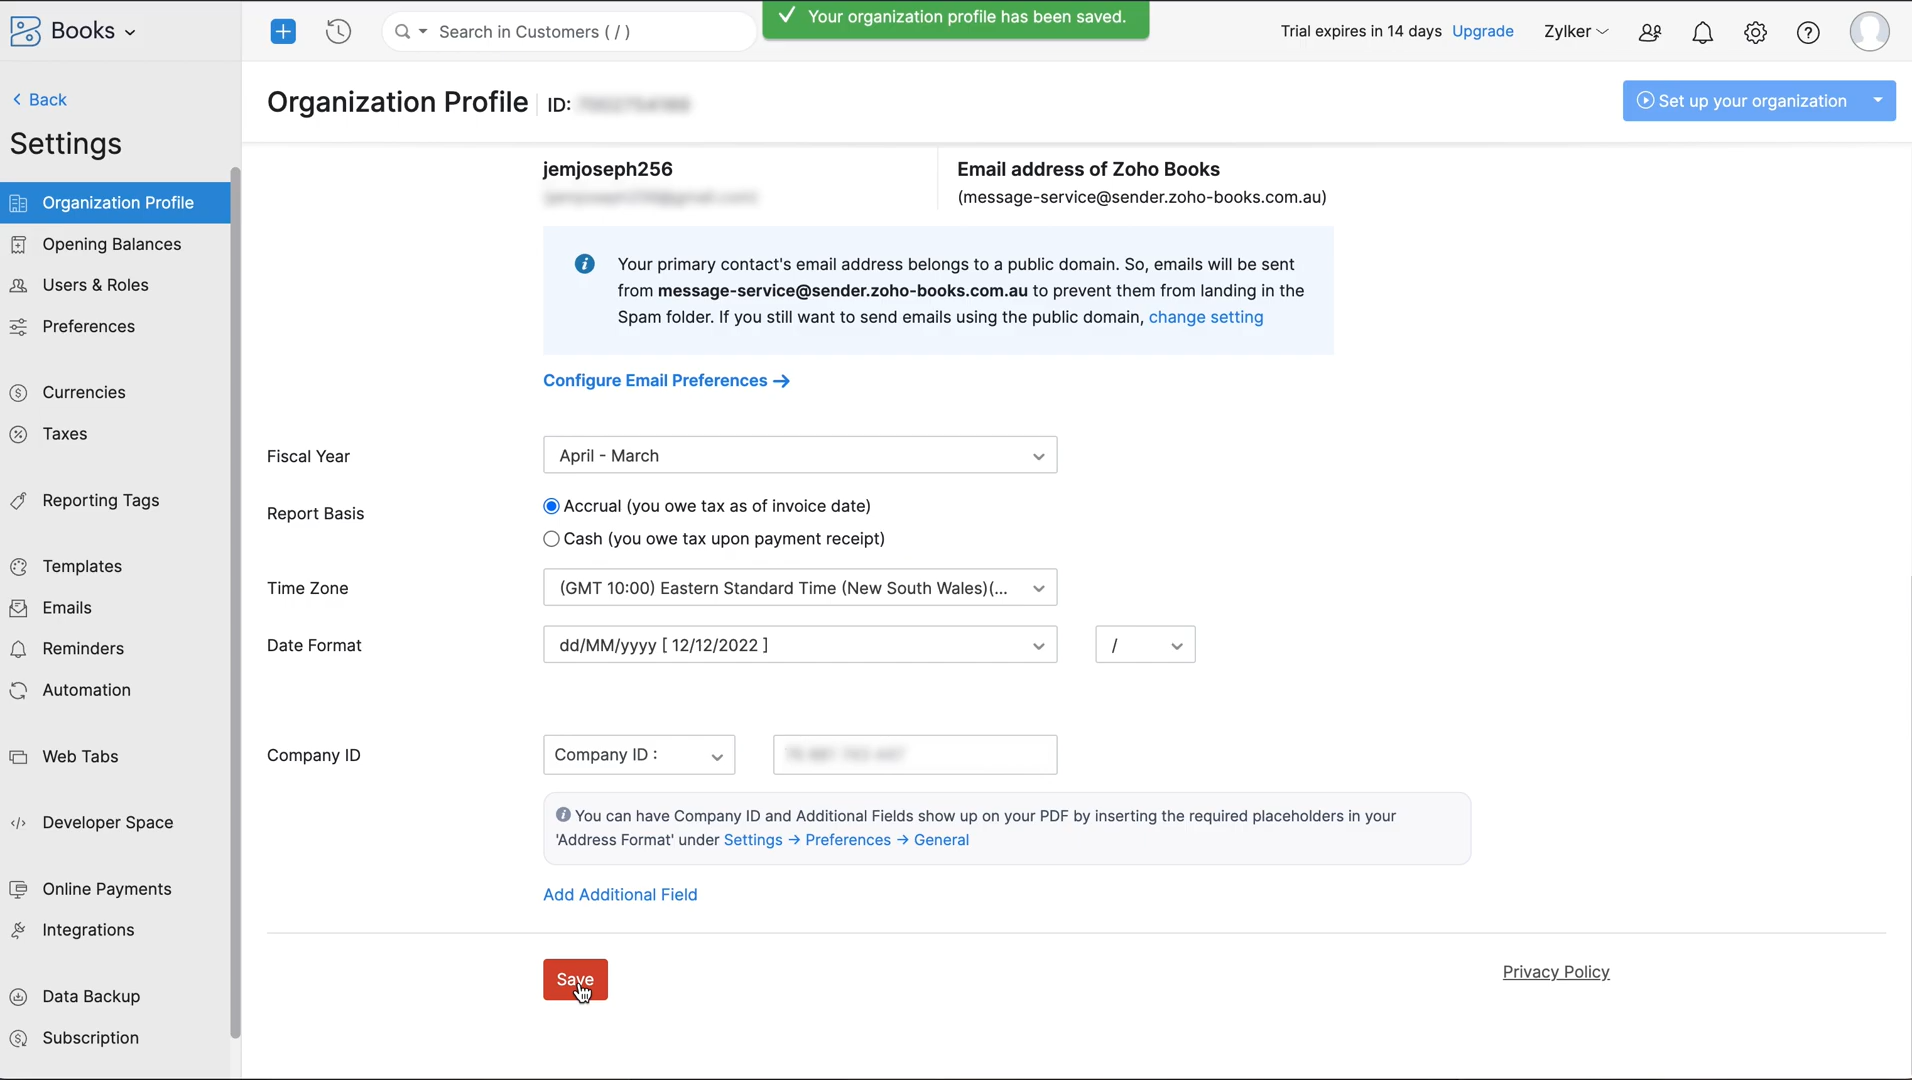 Books
Search in Customers ( / )
Your organization profile has been saved.
Trial expires in 14 days Upgrade
Zylker
Back
Settings
Organization Profile
Opening Balances
Users & Roles
Preferences
Currencies
Taxes
Reporting Tags
Templates
Emails
Reminders
Automation
Web Tabs
Developer Space
Online Payments
Integrations
Data Backup
Subscription
Organization Profile ID:
Set up your organization
jemjoseph256
Email address of Zoho Books
(message-service@sender.zoho-books.com.au)
Your primary contact's email address belongs to a public domain. So, emails will be sent
from message-service@sender.zoho-books.com.au to prevent them from landing in the
Spam folder. If you still want to send emails using the public domain, change setting
Configure Email Preferences →
Fiscal Year
April - March
Report Basis
Accrual (you owe tax as of invoice date)
Cash (you owe tax upon payment receipt)
Time Zone
(GMT 10:00) Eastern Standard Time (New South Wales)(...
Date Format
dd/MM/yyyy [ 12/12/2022 ]
/
Company ID
Company ID :
You can have Company ID and Additional Fields show up on your PDF by inserting the required placeholders in your
'Address Format' under Settings → Preferences → General
Add Additional Field
Save
Privacy Policy